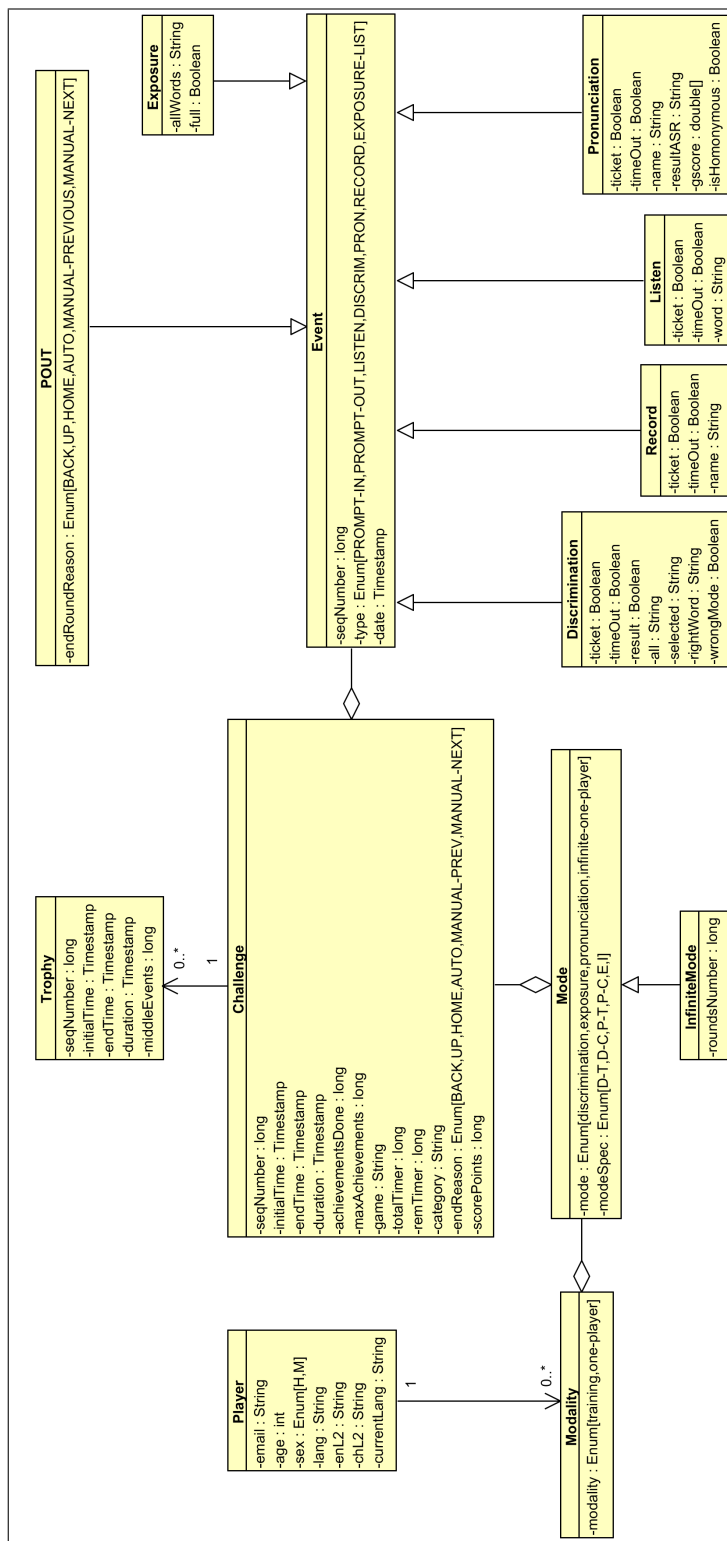 Player
-email : String
-age : int
-sex : Enum[H,M]
-lang : String
-enL2 : String
-chL2 : String
-currentLang : String
1
0..*
Modality
-modality : Enum[training,one-player]
Trophy
-seqNumber : long
-initialTime : Timestamp
-endTime : Timestamp
-duration : Timestamp
-middleEvents : long
0..*
1
Challenge
-seqNumber : long
-initialTime : Timestamp
-endTime : Timestamp
-duration : Timestamp
-achievementsDone : long
-maxAchievements : long
-game : String
-totalTimer : long
-remTimer : long
-category : String
-endReason : Enum[BACK,UP,HOME,AUTO,MANUAL-PREV,MANUAL-NEXT]
-scorePoints : long
Mode
-mode : Enum[discrimination,exposure,pronunciation,infinite-one-player]
-modeSpec : Enum[D-T,D-C,P-T,P-C,E,I]
InfiniteMode
-roundsNumber : long
POUT
-endRoundReason : Enum[BACK,UP,HOME,AUTO,MANUAL-PREVIOUS,MANUAL-NEXT]
Exposure
-allWords : String
-full : Boolean
Event
-seqNumber : long
-type : Enum[PROMPT-IN,PROMPT-OUT,LISTEN,DISCRIM,PRON,RECORD,EXPOSURE-LIST]
-date : Timestamp
Discrimination
-ticket : Boolean
-timeOut : Boolean
-result : Boolean
-all : String
-selected : String
-rightWord : String
-wrongMode : Boolean
Record
-ticket : Boolean
-timeOut : Boolean
-name : String
Listen
-ticket : Boolean
-timeOut : Boolean
-word : String
Pronunciation
-ticket : Boolean
-timeOut : Boolean
-name : String
-resultASR : String
-gscore : double[]
-isHomonymous : Boolean